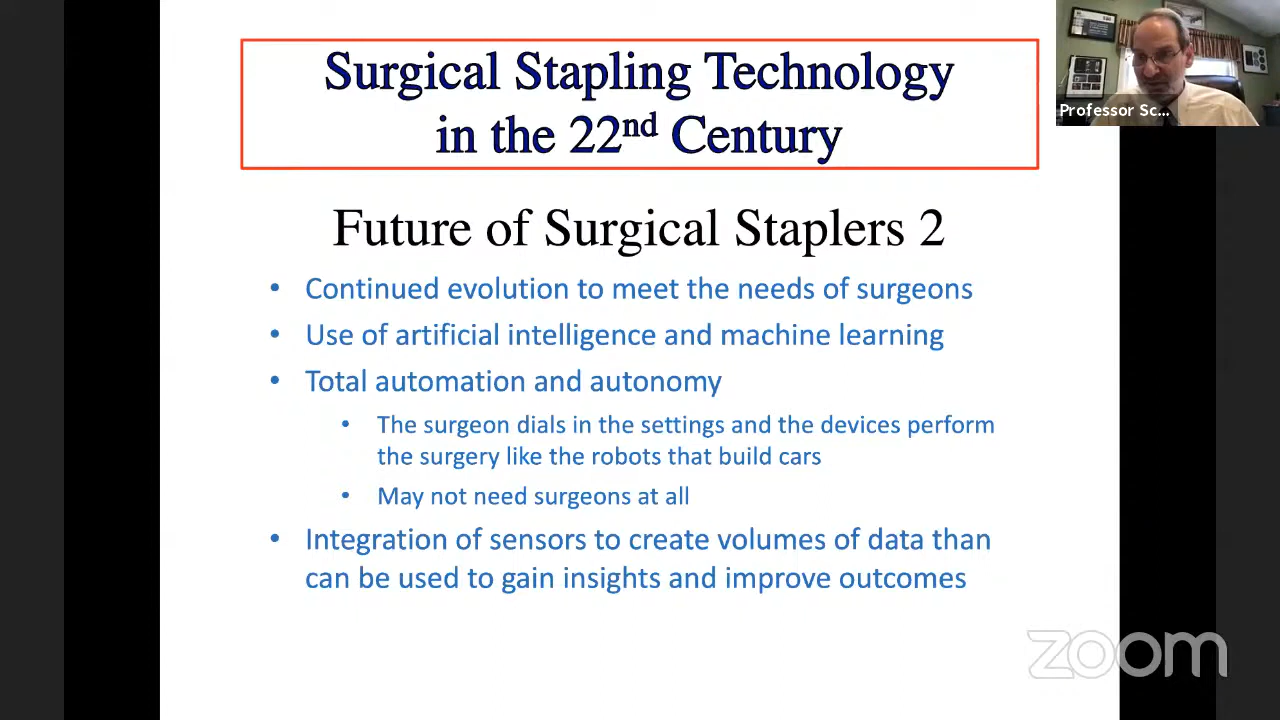 Surgical Stapling Technology
in the 22nd Century
Professor Sc...
Future of Surgical Staplers 2
• Continued evolution to meet the needs of surgeons
• Use of artificial intelligence and machine learning
• Total automation and autonomy
• The surgeon dials in the settings and the devices perform
the surgery like the robots that build cars
• May not need surgeons at all
• Integration of sensors to create volumes of data than
can be used to gain insights and improve outcomes
zoom